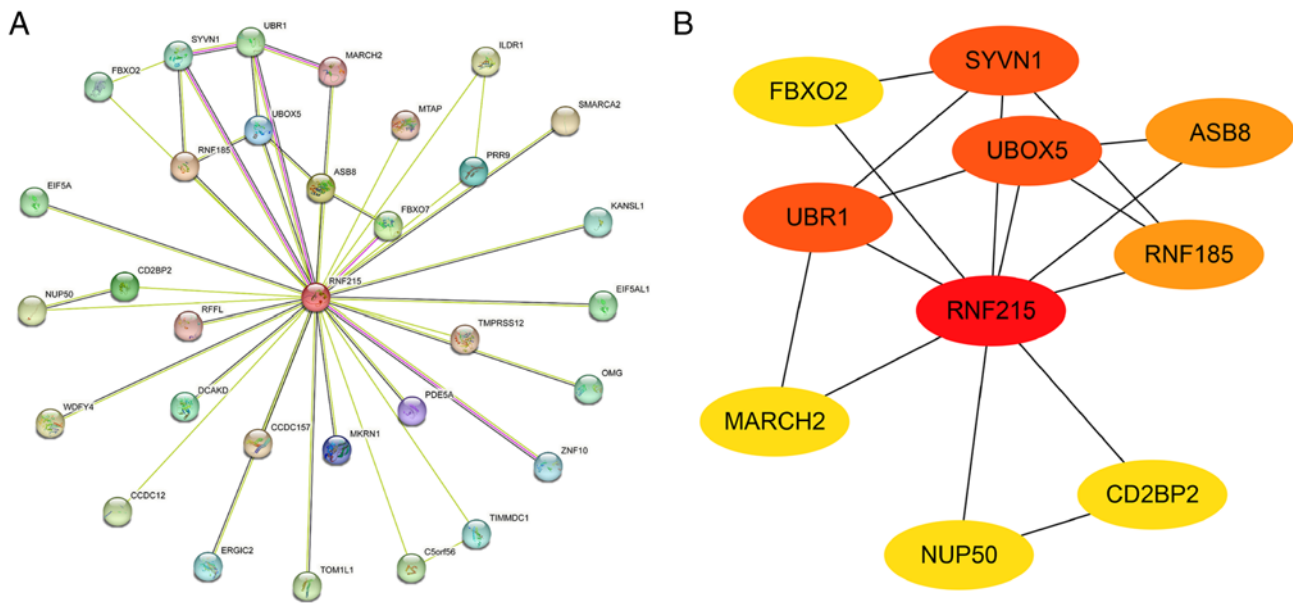 A
UBR1
SYVN1
MARCH2
ILDR1
FBXO2
MTAP
SMARCA2
UBOX5
RNF185
PRR9
ASB8
EIF5A
FBXO7
KANSL1
CD2BP2
RNF215
NUP50
EIF5AL1
RFFL
TMPRSS12
OMG
DCAKD
PDE5A
WDFY4
CCDC157
MKRN1
ZNF10
CCDC12
TIMMDC1
ERGIC2
C5orf56
TOM1L1
B
SYVN1
FBXO2
ASB8
UBOX5
UBR1
RNF185
RNF215
MARCH2
CD2BP2
NUP50